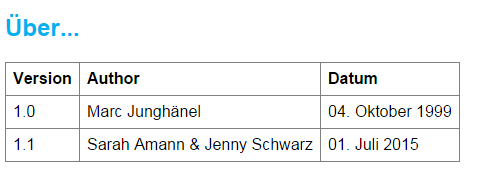 Über...
Version Author Datum
1.0 Marc Junghänel 04. Oktober 1999
1.1 Sarah Amann & Jenny Schwarz 01. Juli 2015